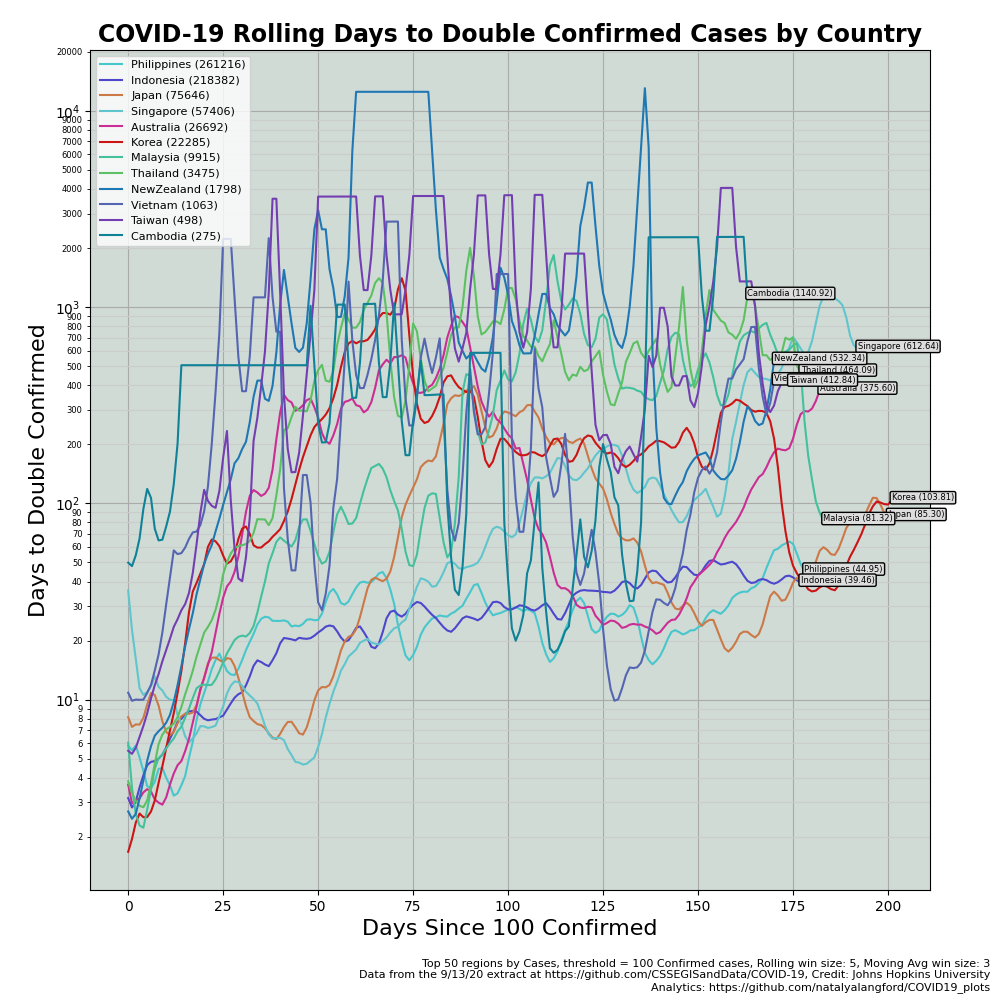 COVID-19 Rolling Days to Double Confirmed Cases by Country
Days to Double Confirmed
20000
10^4
9000
8000
7000
6000
5000
4000
3000
2000
10^3
900
800
700
600
500
400
300
200
10^2
90
80
70
60
50
40
30
20
10^1
9
8
7
6
5
4
3
2
Philippines (261216)
Indonesia (218382)
Japan (75646)
Singapore (57406)
Australia (26692)
Korea (22285)
Malaysia (9915)
Thailand (3475)
NewZealand (1798)
Vietnam (1063)
Taiwan (498)
Cambodia (275)
Cambodia (1140.92)
Singapore (612.64)
NewZealand (532.34)
Thailand (464.09)
Taiwan (412.84)
Australia (375.60)
Korea (103.81)
(85.30)
Malaysia (81.32)
Philippines (44.95)
Indonesia (39.46)
0 25 50 75 100 125 150 175 200
Days Since 100 Confirmed
Top 50 regions by Cases, threshold = 100 Confirmed cases, Rolling win size: 5, Moving Avg win size: 3
Data from the 9/13/20 extract at https://github.com/CSSEGISandData/COVID-19, Credit: Johns Hopkins University
Analytics: https://github.com/natalyalangford/COVID19_plots